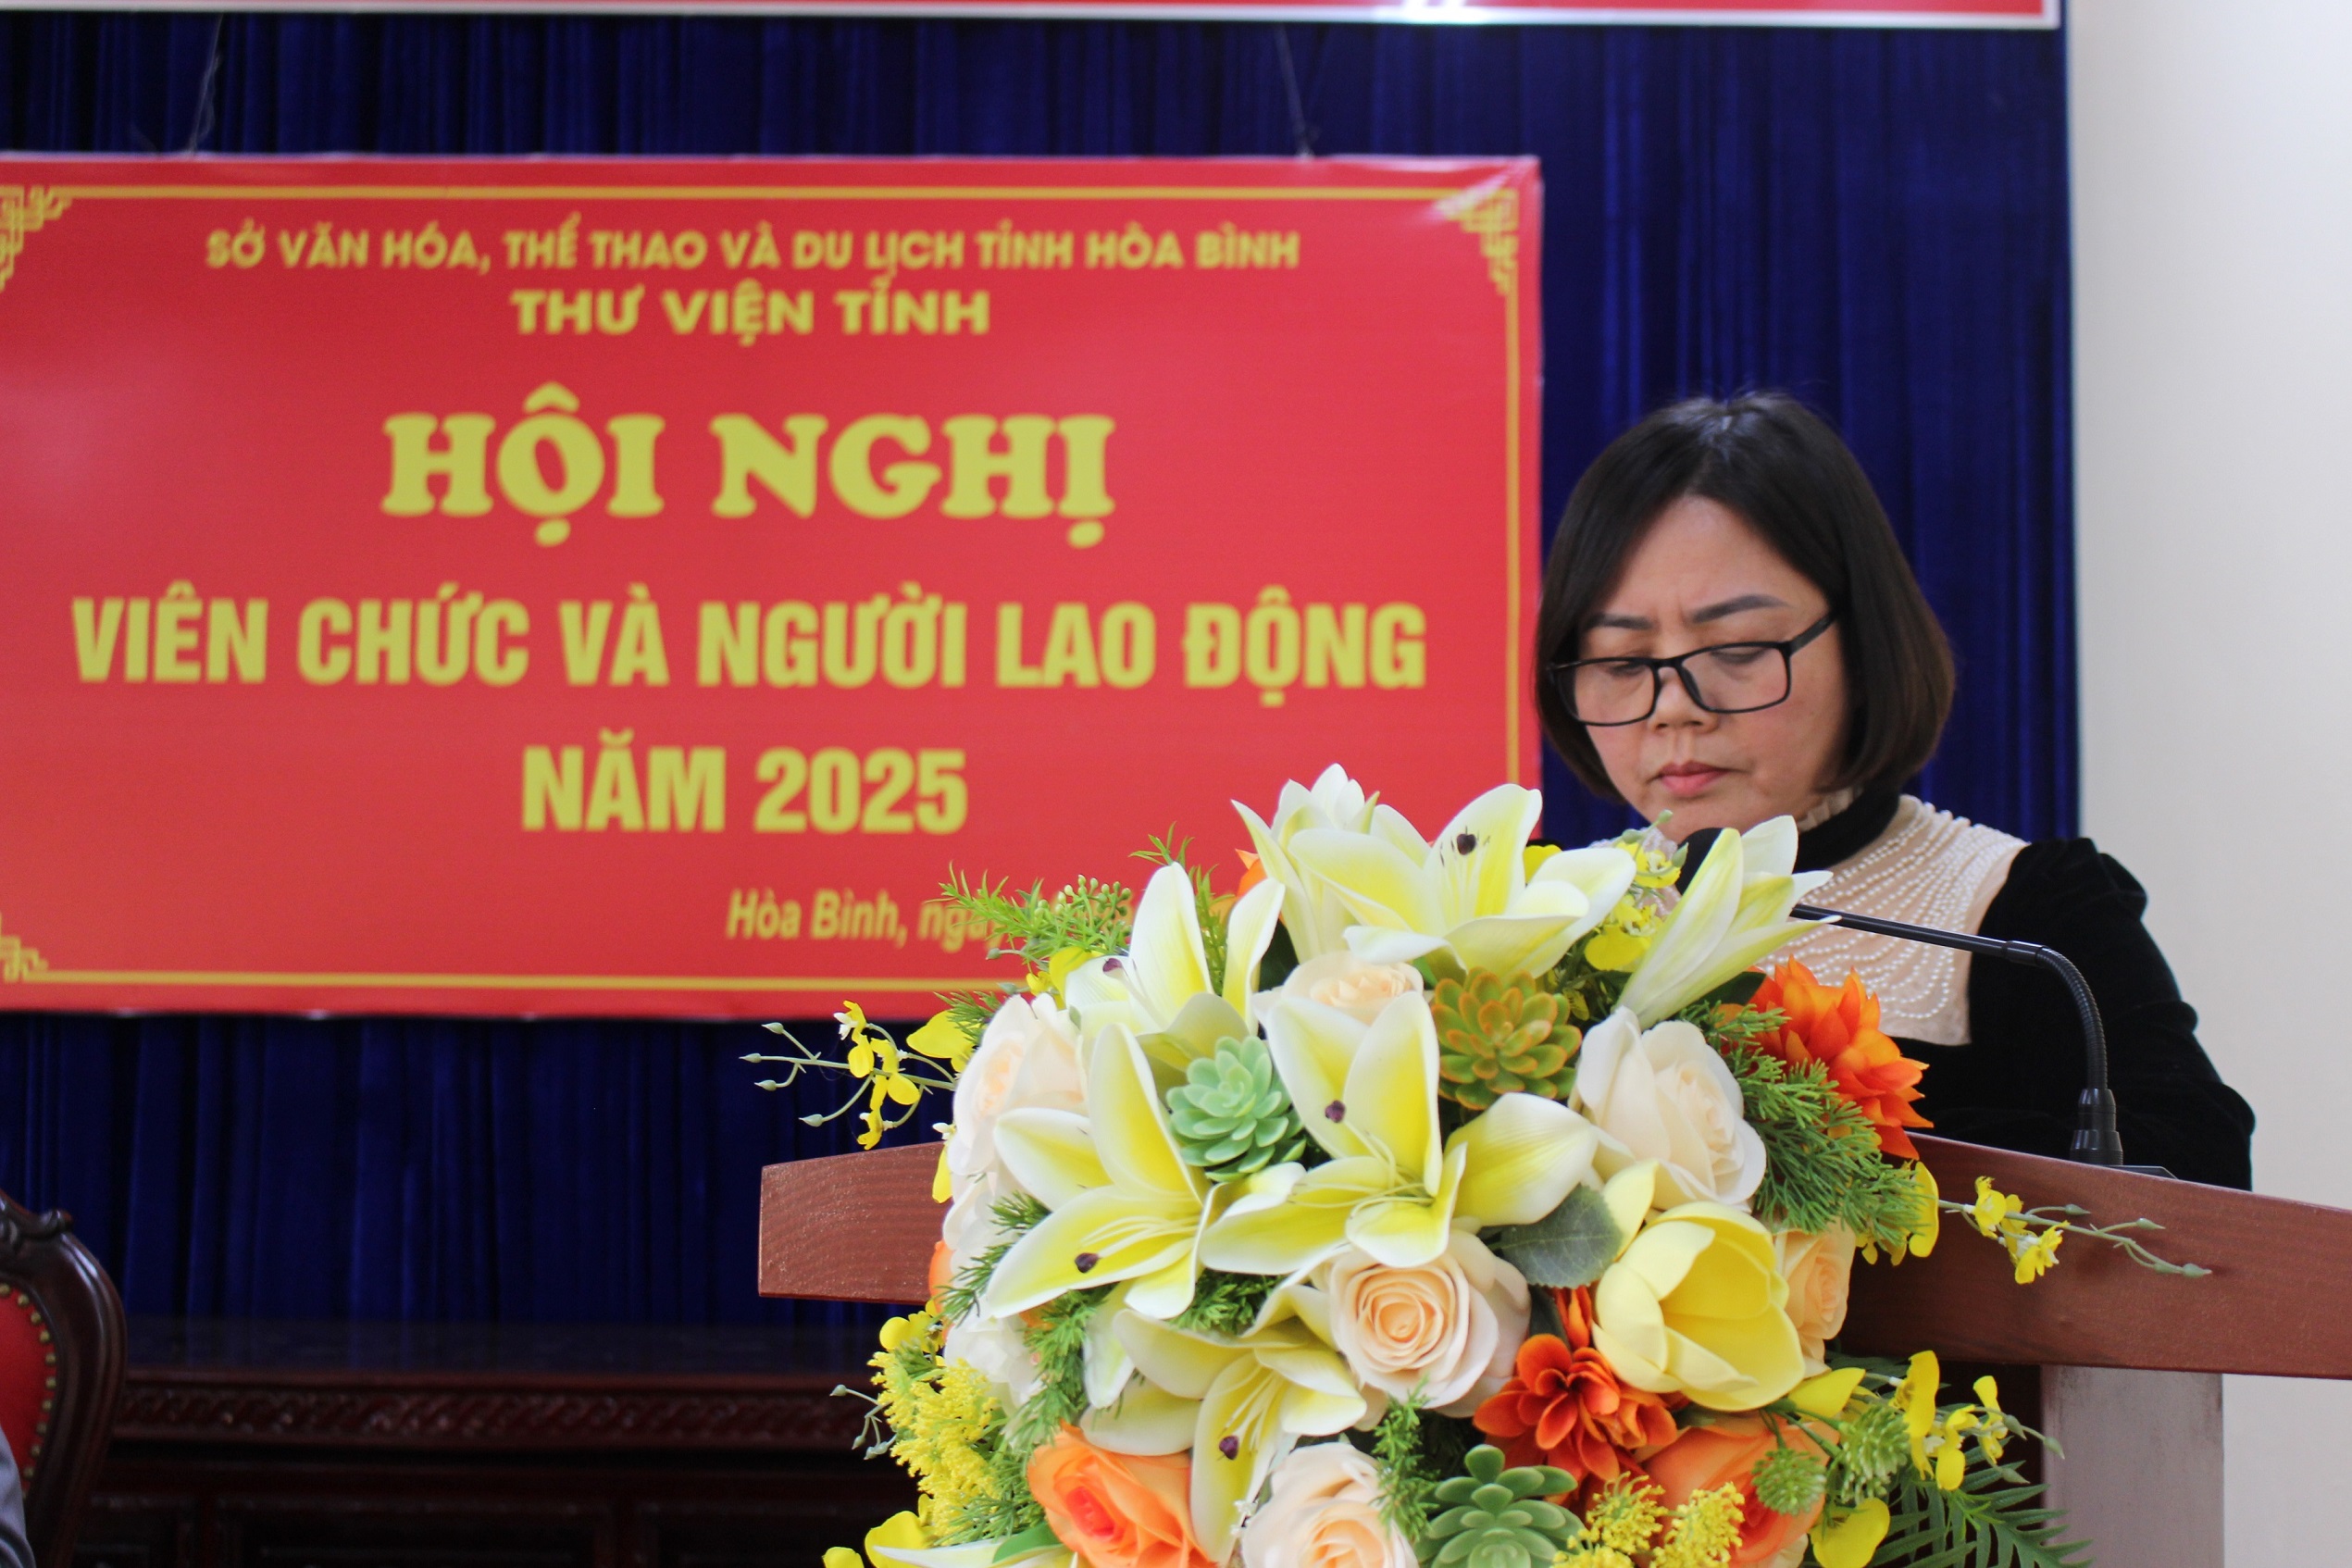 SỞ VĂN HÓA, THỂ THAO VÀ DU LỊCH TỈNH HÒA BÌNH
THƯ VIỆN TỈNH
HỘI NGHỊ
VIÊN CHỨC VÀ NGƯỜI LAO ĐỘNG
NĂM 2025
Hòa Bình,